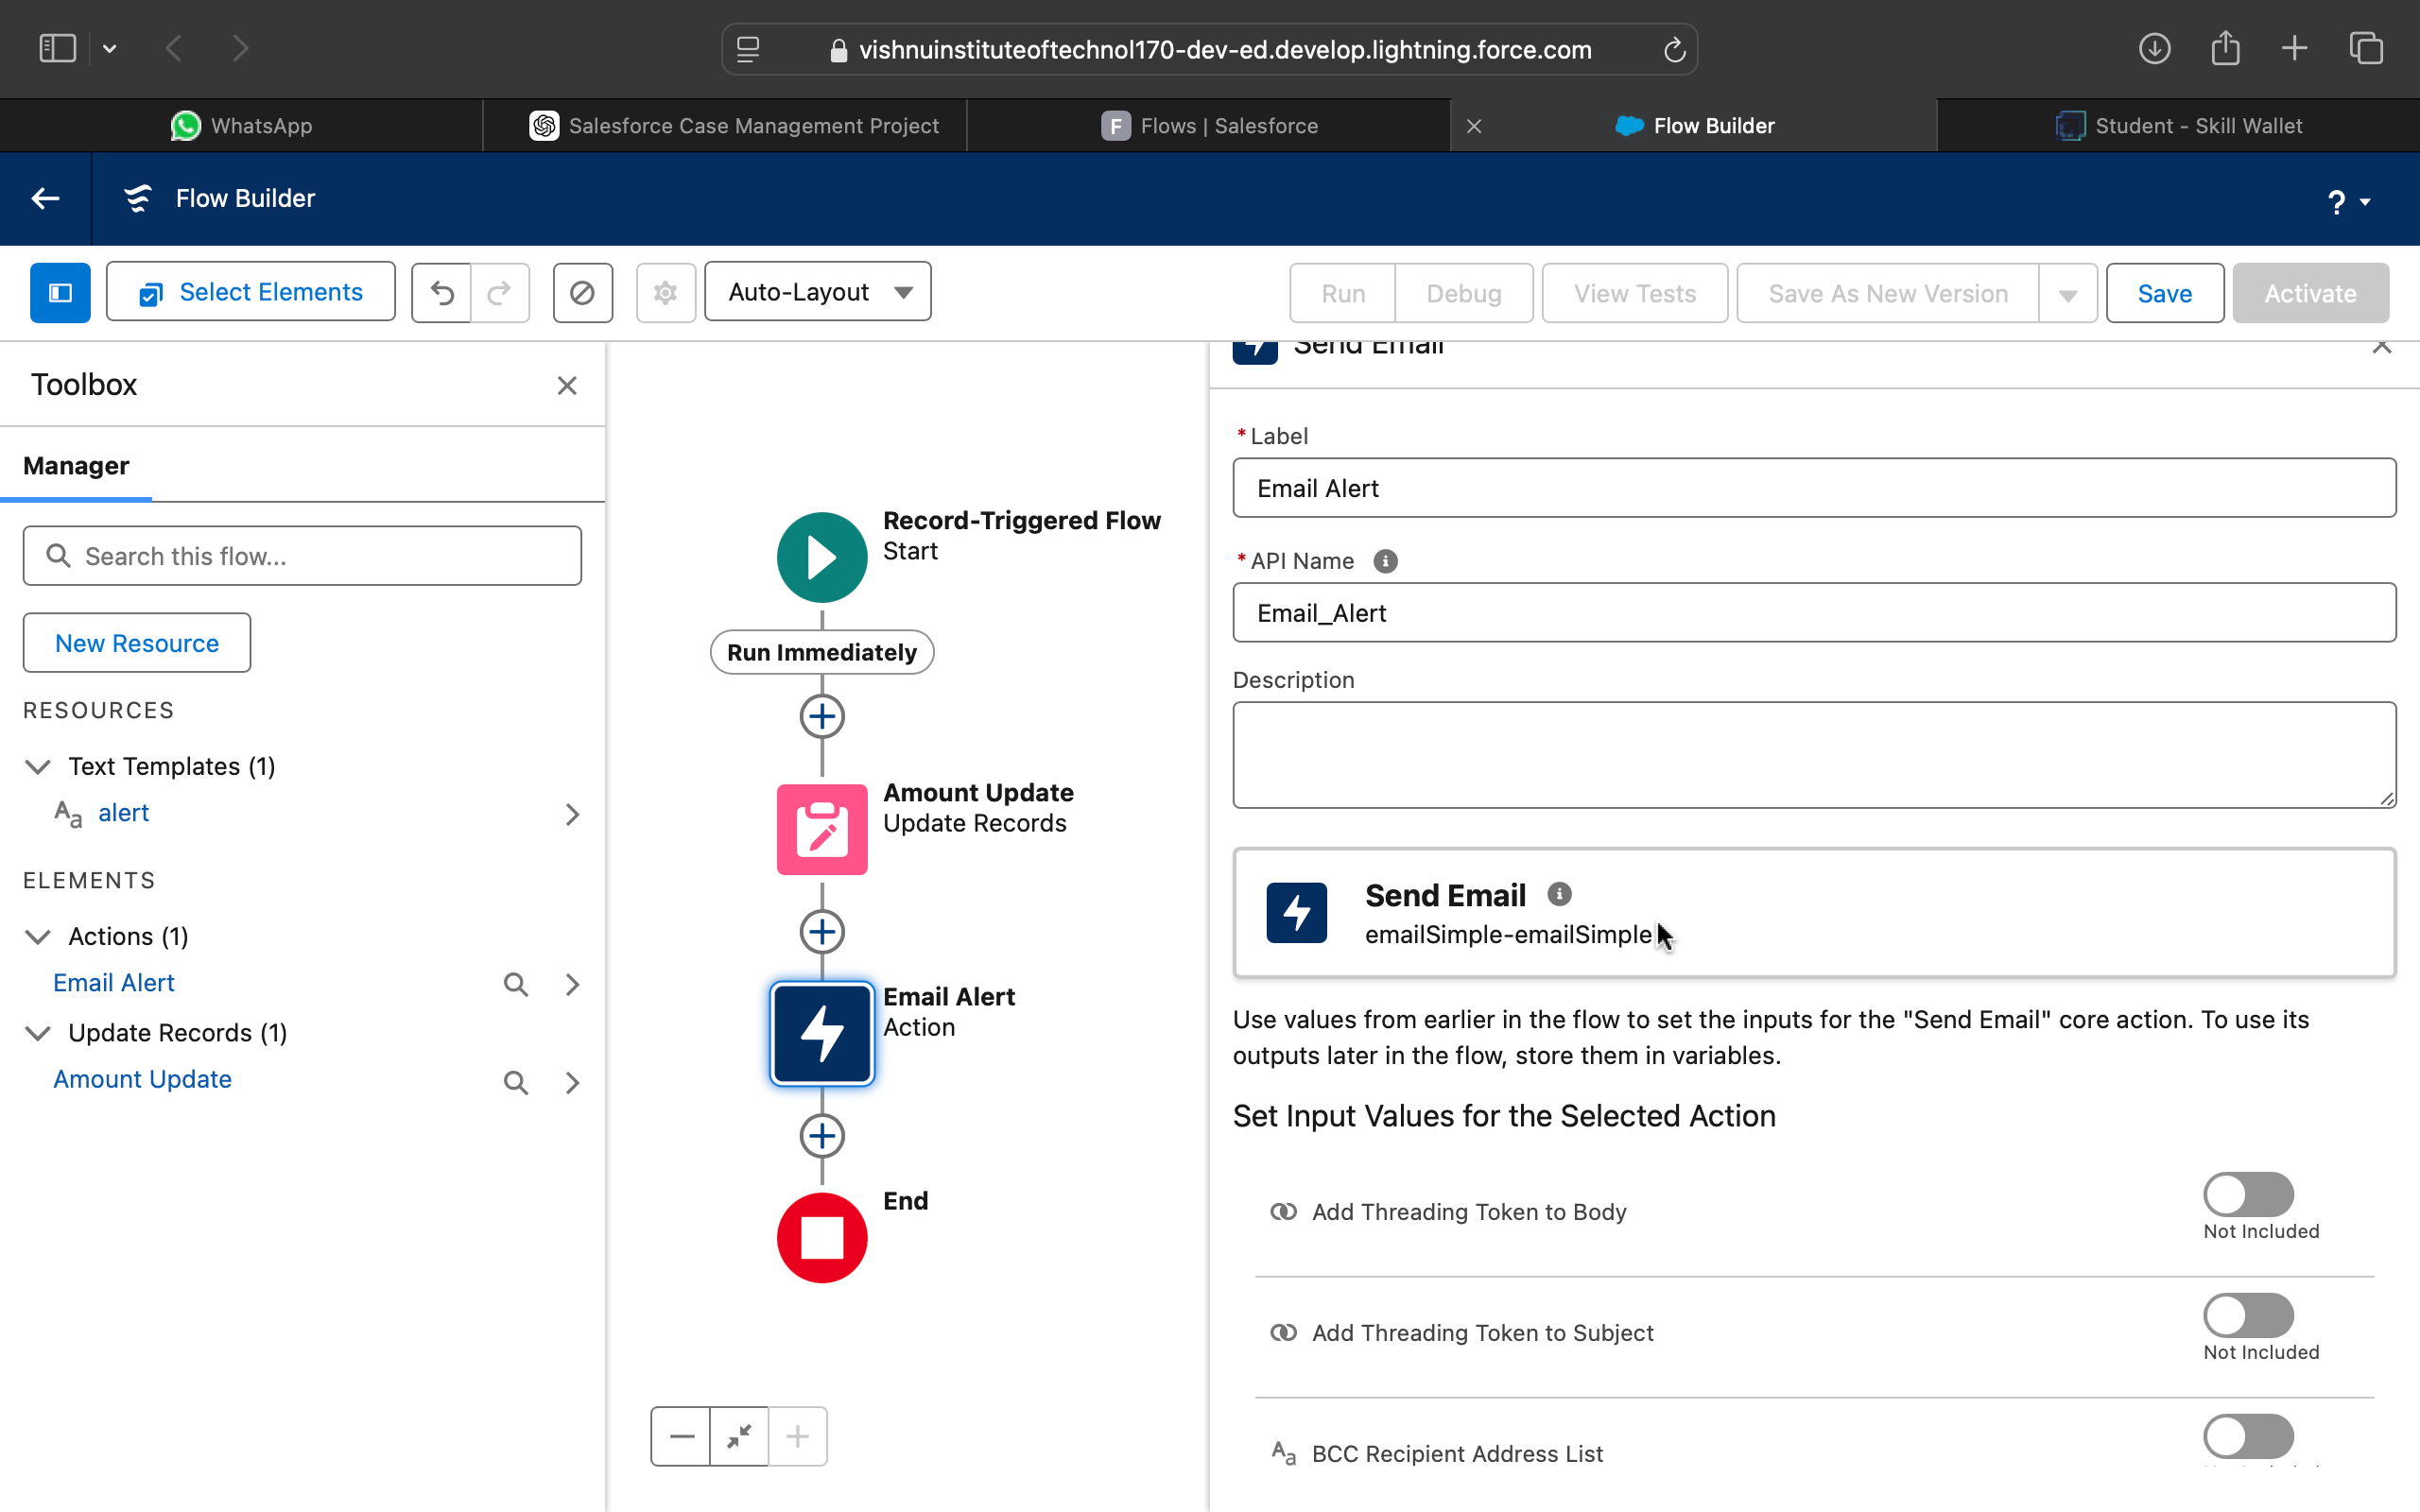 vishnuinstituteoftechnol170-dev-ed.develop.lightning.force.com
WhatsApp
Salesforce Case Management Project
F Flows | Salesforce
Flow Builder
Student - Skill Wallet
Flow Builder
?
Select Elements
Auto-Layout
Run
Debug
View Tests
Save As New Version
Save
Activate
Toolbox
Manager
Search this flow...
New Resource
RESOURCES
Text Templates (1)
Aa alert
ELEMENTS
Actions (1)
Email Alert
Update Records (1)
Amount Update
Record-Triggered Flow
Start
Run Immediately
Amount Update
Update Records
Email Alert
Action
End
Send Email
* Label
Email Alert
* API Name
Email_Alert
Description
Send Email
emailSimple-emailSimple
Use values from earlier in the flow to set the inputs for the "Send Email" core action. To use its
outputs later in the flow, store them in variables.
Set Input Values for the Selected Action
Add Threading Token to Body
Not Included
Add Threading Token to Subject
Not Included
Aa BCC Recipient Address List